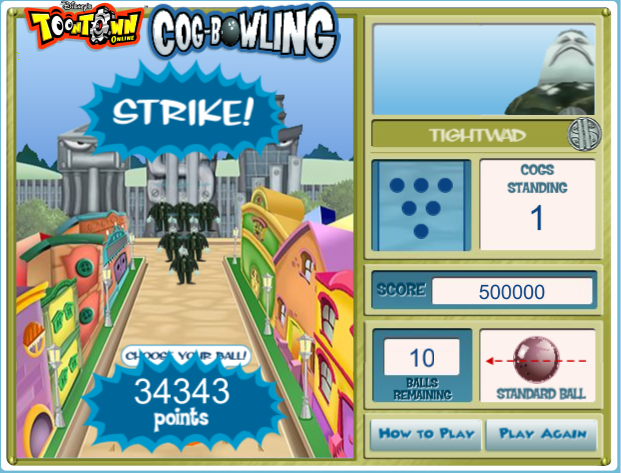 Disney's
TOONTOWN
ONLINE
COG-BOWLING
STRIKE!
CHOOSE YOUR BALL!
34343
points
TIGHTWAD
COGS
STANDING
1
SCORE
500000
10
BALLS
REMAINING
STANDARD BALL
HOW TO PLAY
PLAY AGAIN